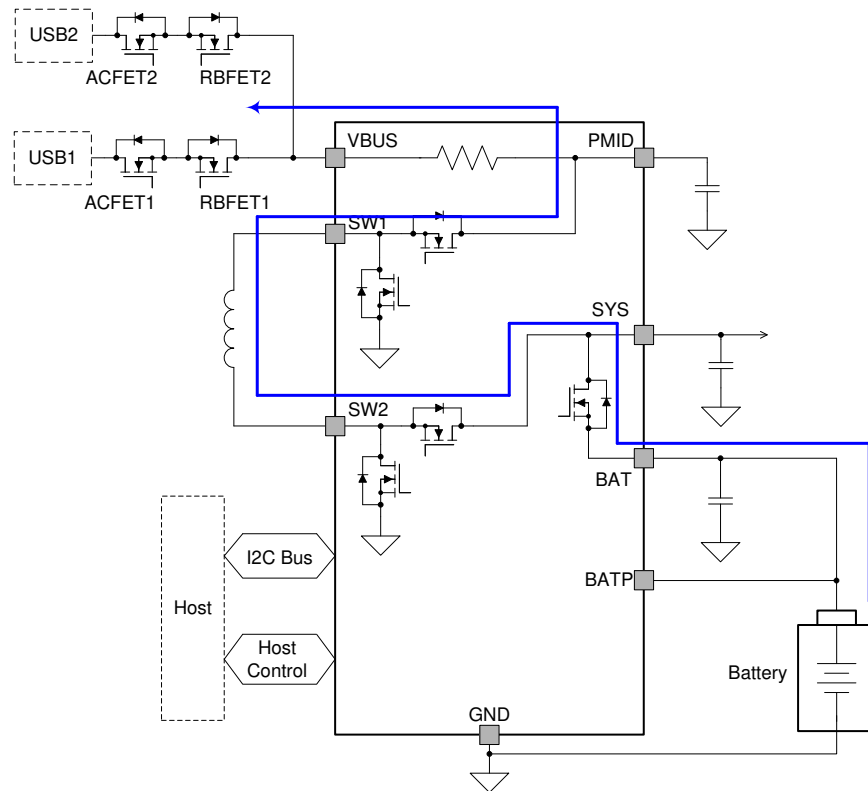 USB2
ACFET2
RBFET2
USB1
ACFET1
RBFET1
VBUS
PMID
SW1
SYS
SW2
BAT
I2C Bus
BATP
Host
Host
Control
Battery
GND